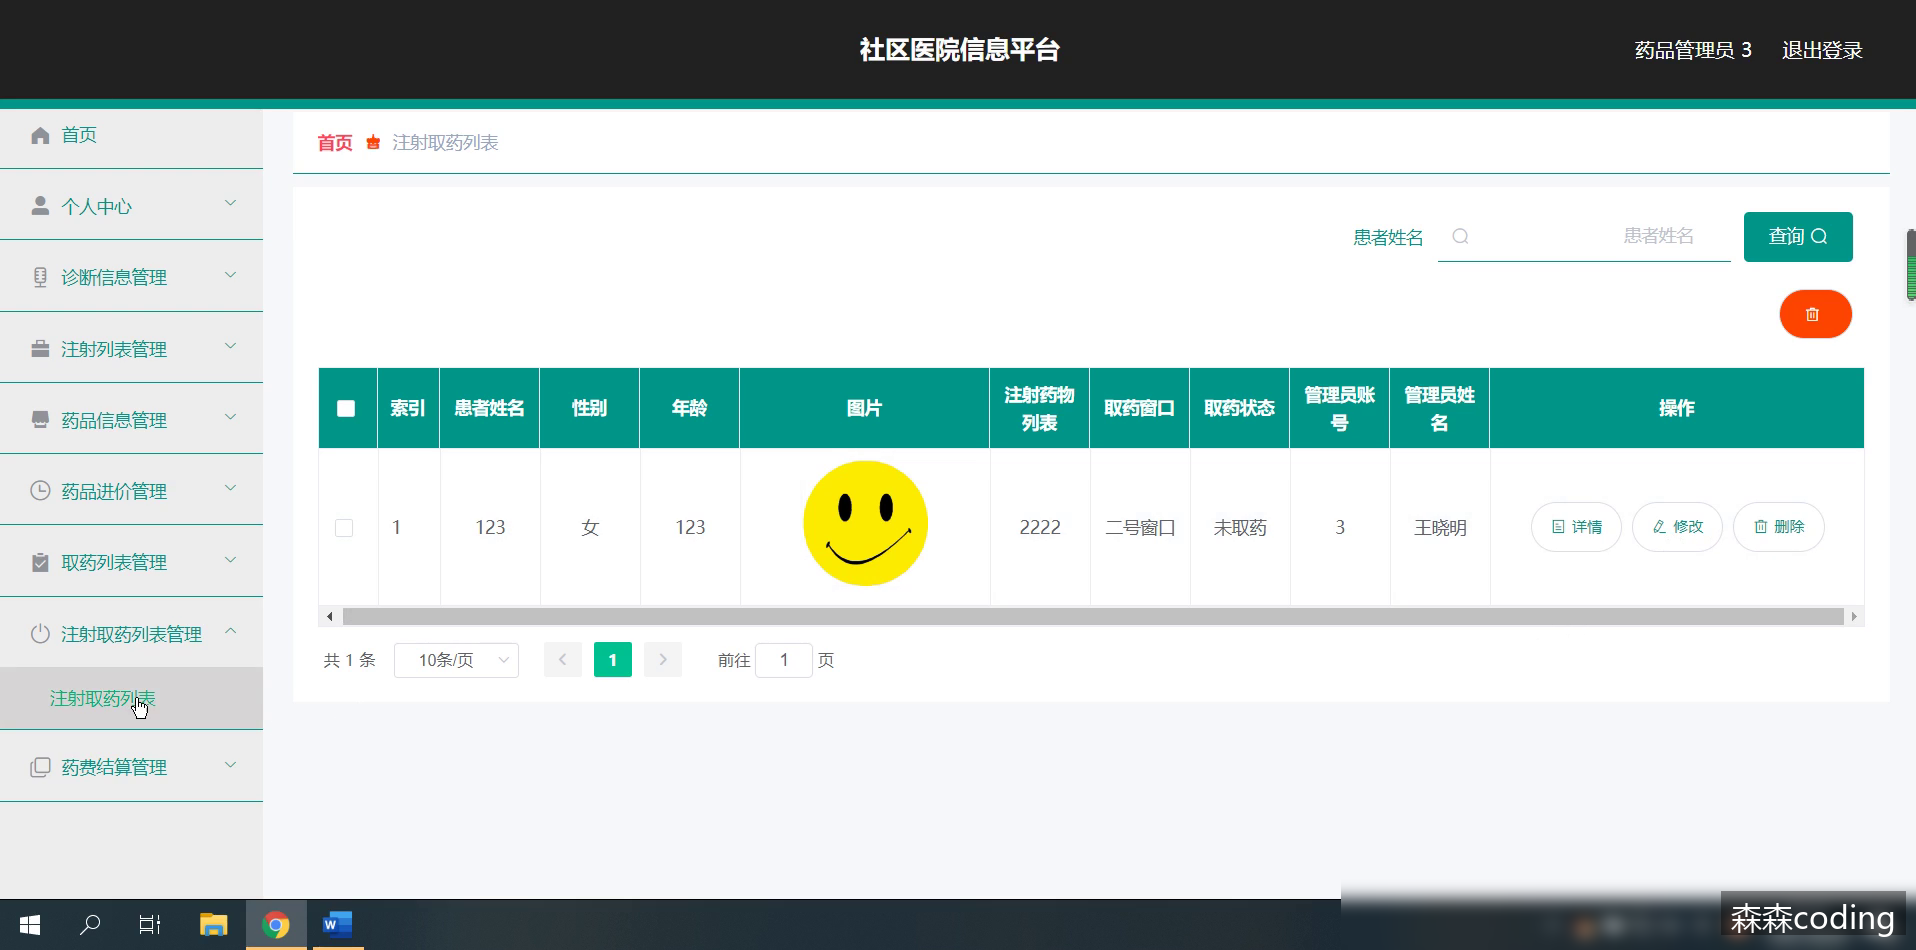 社区医院信息平台
药品管理员 3
退出登录
首页
个人中心
诊断信息管理
注射列表管理
药品信息管理
药品进价管理
取药列表管理
注射取药列表管理
注射取药列表
药费结算管理
首页 注射取药列表
患者姓名 患者姓名 查询
索引 患者姓名 性别 年龄 图片 注射药物列表 取药窗口 取药状态 管理员账号 管理员姓名 操作
1 123 女 123 2222 二号窗口 未取药 3 王晓明 详情 修改 删除
共 1 条 10条/页 1 前往 1 页
W
森森coding